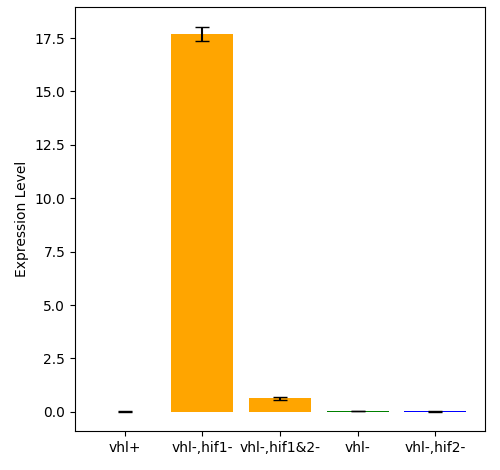 17.5
15.0
12.5
10.0
7.5
5.0
2.5
0.0
Expression Level
vhl+
vhl-,hif1-
vhl-,hif1&2-
vhl-
vhl-,hif2-